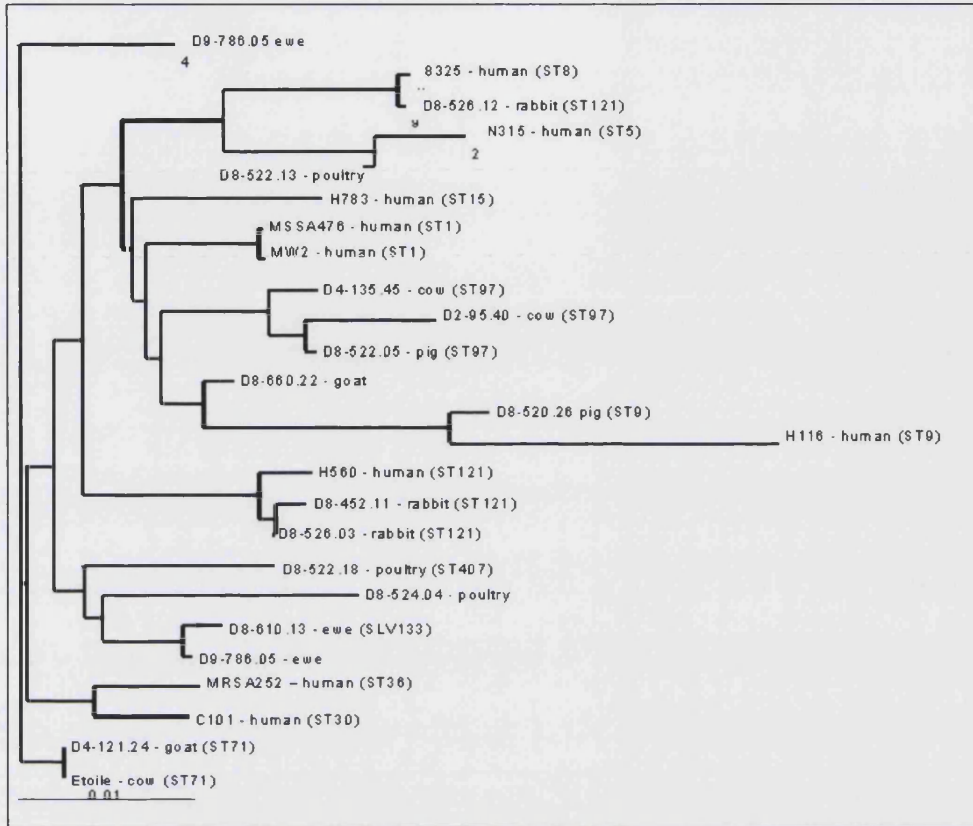 D9-786.05 ewe
4
8325 - human (ST8)
D8-526.12 - rabbit (ST121)
9
N315 - human (ST5)
2
D8-522.13 - poultry
H783 - human (ST15)
MSSA476 - human (ST1)
MW2 - human (ST1)
D4-135.45 - cow (ST97)
D2-95.40 - cow (ST97)
D8-522.05 - pig (ST97)
D8-660.22 - goat
D8-520.26 pig (ST9)
H116 - human (ST9)
H560 - human (ST121)
D8-452.11 - rabbit (ST121)
D8-526.03 - rabbit (ST121)
D8-522.18 - poultry (ST407)
D8-524.04 - poultry
D8-610.13 - ewe (SLV133)
D9-786.05 - ewe
MRSA252 – human (ST36)
C101 - human (ST30)
D4-121.24 - goat (ST71)
Etoile - cow (ST71)
0.01